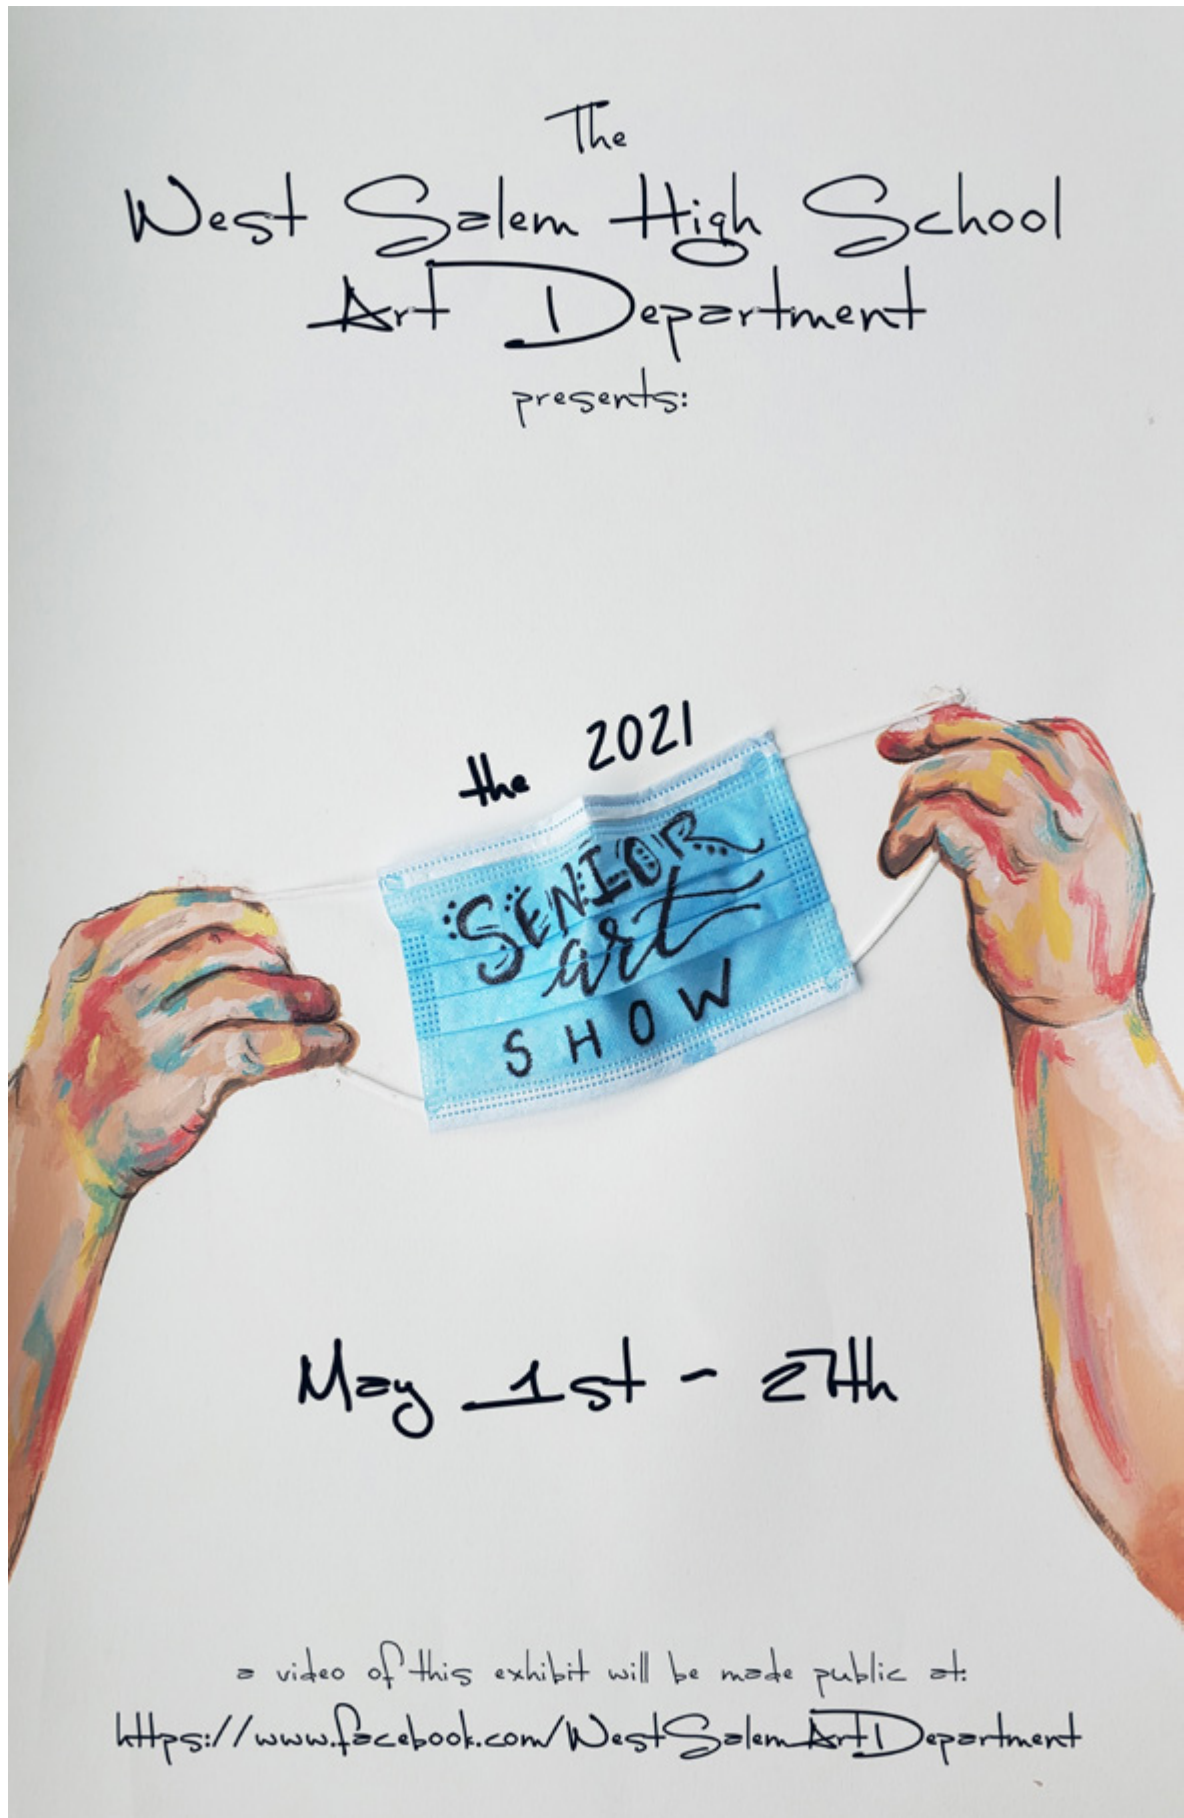 The
West Salem High School
Art Department
presents:
the 2021
SENIOR
art
SHOW
May 1st - 27th
a video of this exhibit will be made public at:
https://www.facebook.com/WestSalemArtDepartment